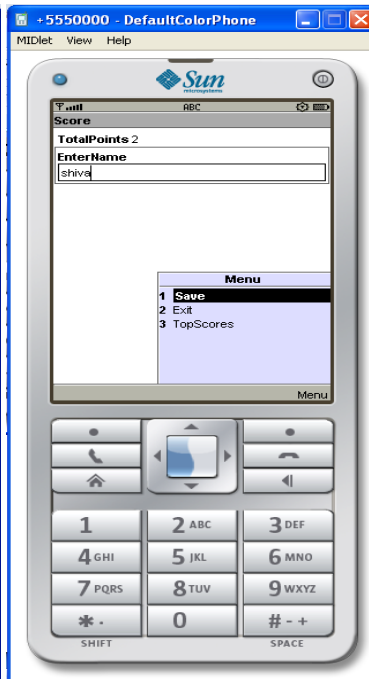 +5550000 - DefaultColorPhone
MIDlet View Help
Sun
microsystems
ABC
Score
TotalPoints 2
EnterName
shiva
Menu
1 Save
2 Exit
3 TopScores
Menu
1 2 ABC 3 DEF
4 GHI 5 JKL 6 MNO
7 PQRS 8 TUV 9 WXYZ
* . 0 # - +
SHIFT SPACE